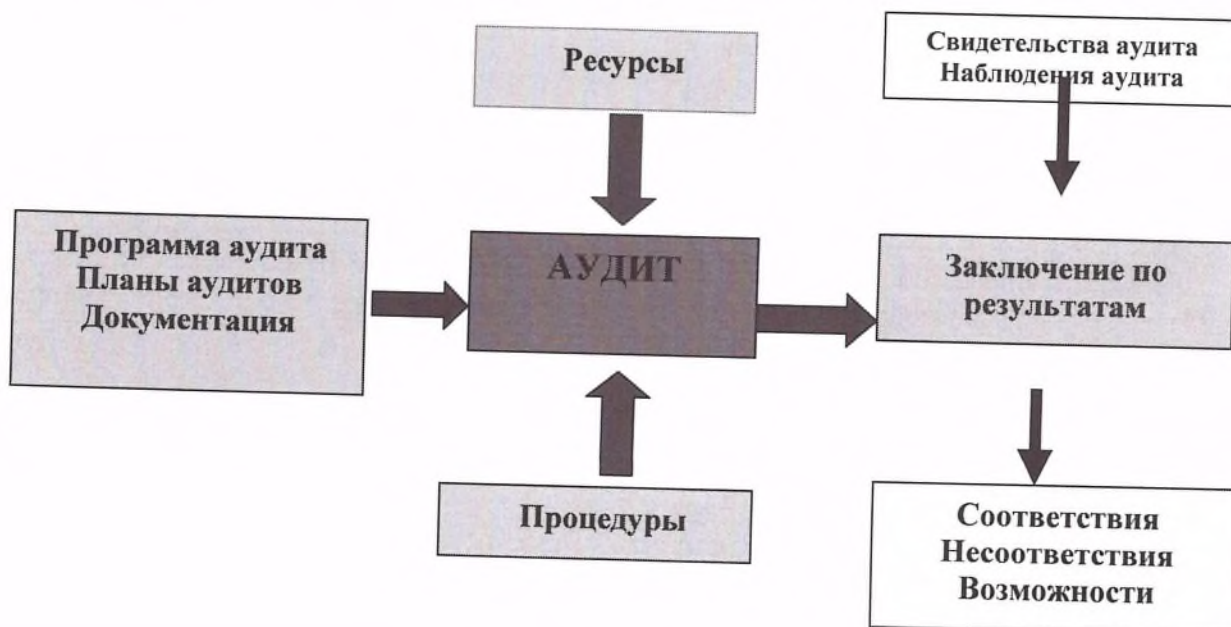 Ресурсы
Свидетельства аудита
Наблюдения аудита
Программа аудита
Планы аудитов
Документация
АУДИТ
Заключение по
результатам
Процедуры
Соответствия
Несоответствия
Возможности